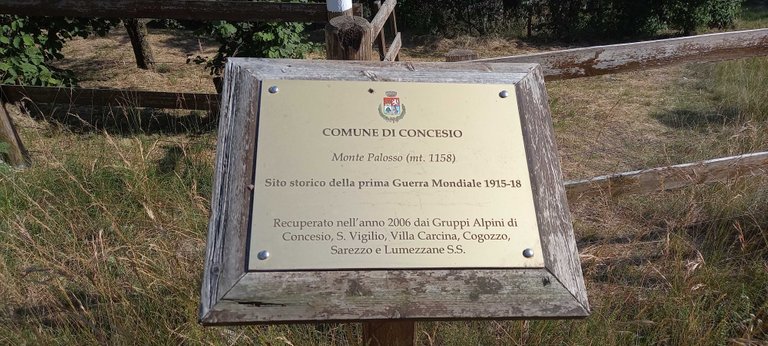 COMUNE DI CONCESIO
Monte Palosso (mt. 1158)
Sito storico della prima Guerra Mondiale 1915-18
Recuperato nell'anno 2006 dai Gruppi Alpini di
Concesio, S. Vigilio, Villa Carcina, Cogozzo,
Sarezzo e Lumezzane S.S.